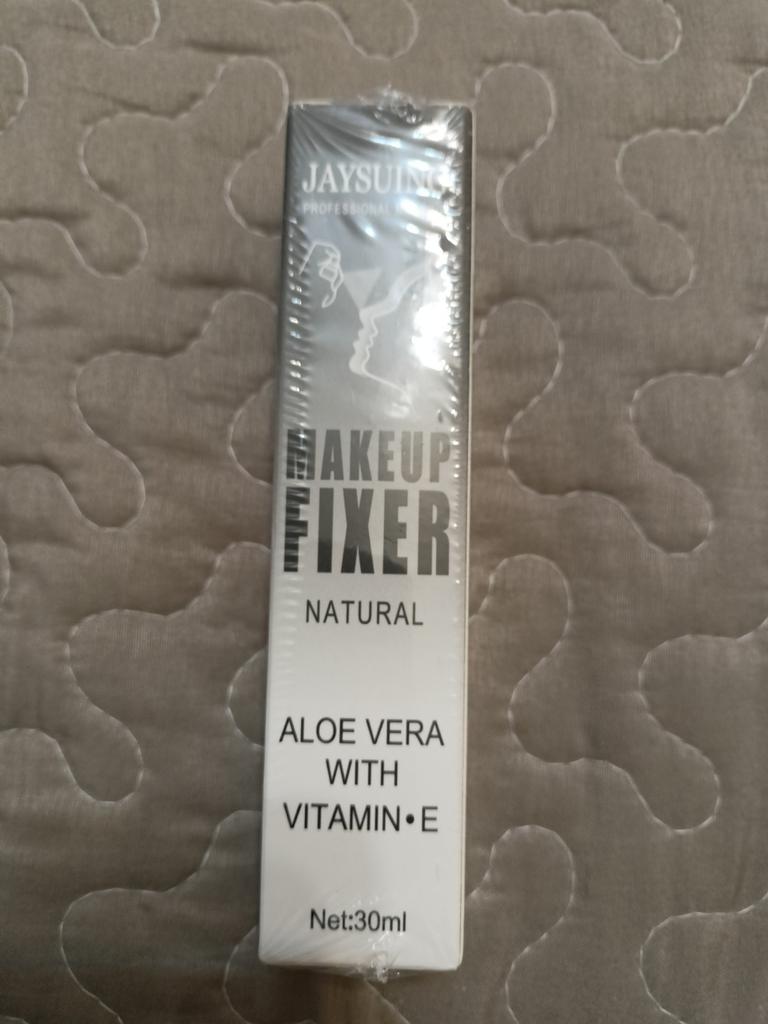 JAYSUING
PROFESSIONAL
MAKEUP
FIXER
NATURAL
ALOE VERA
WITH
VITAMIN•E
Net:30ml